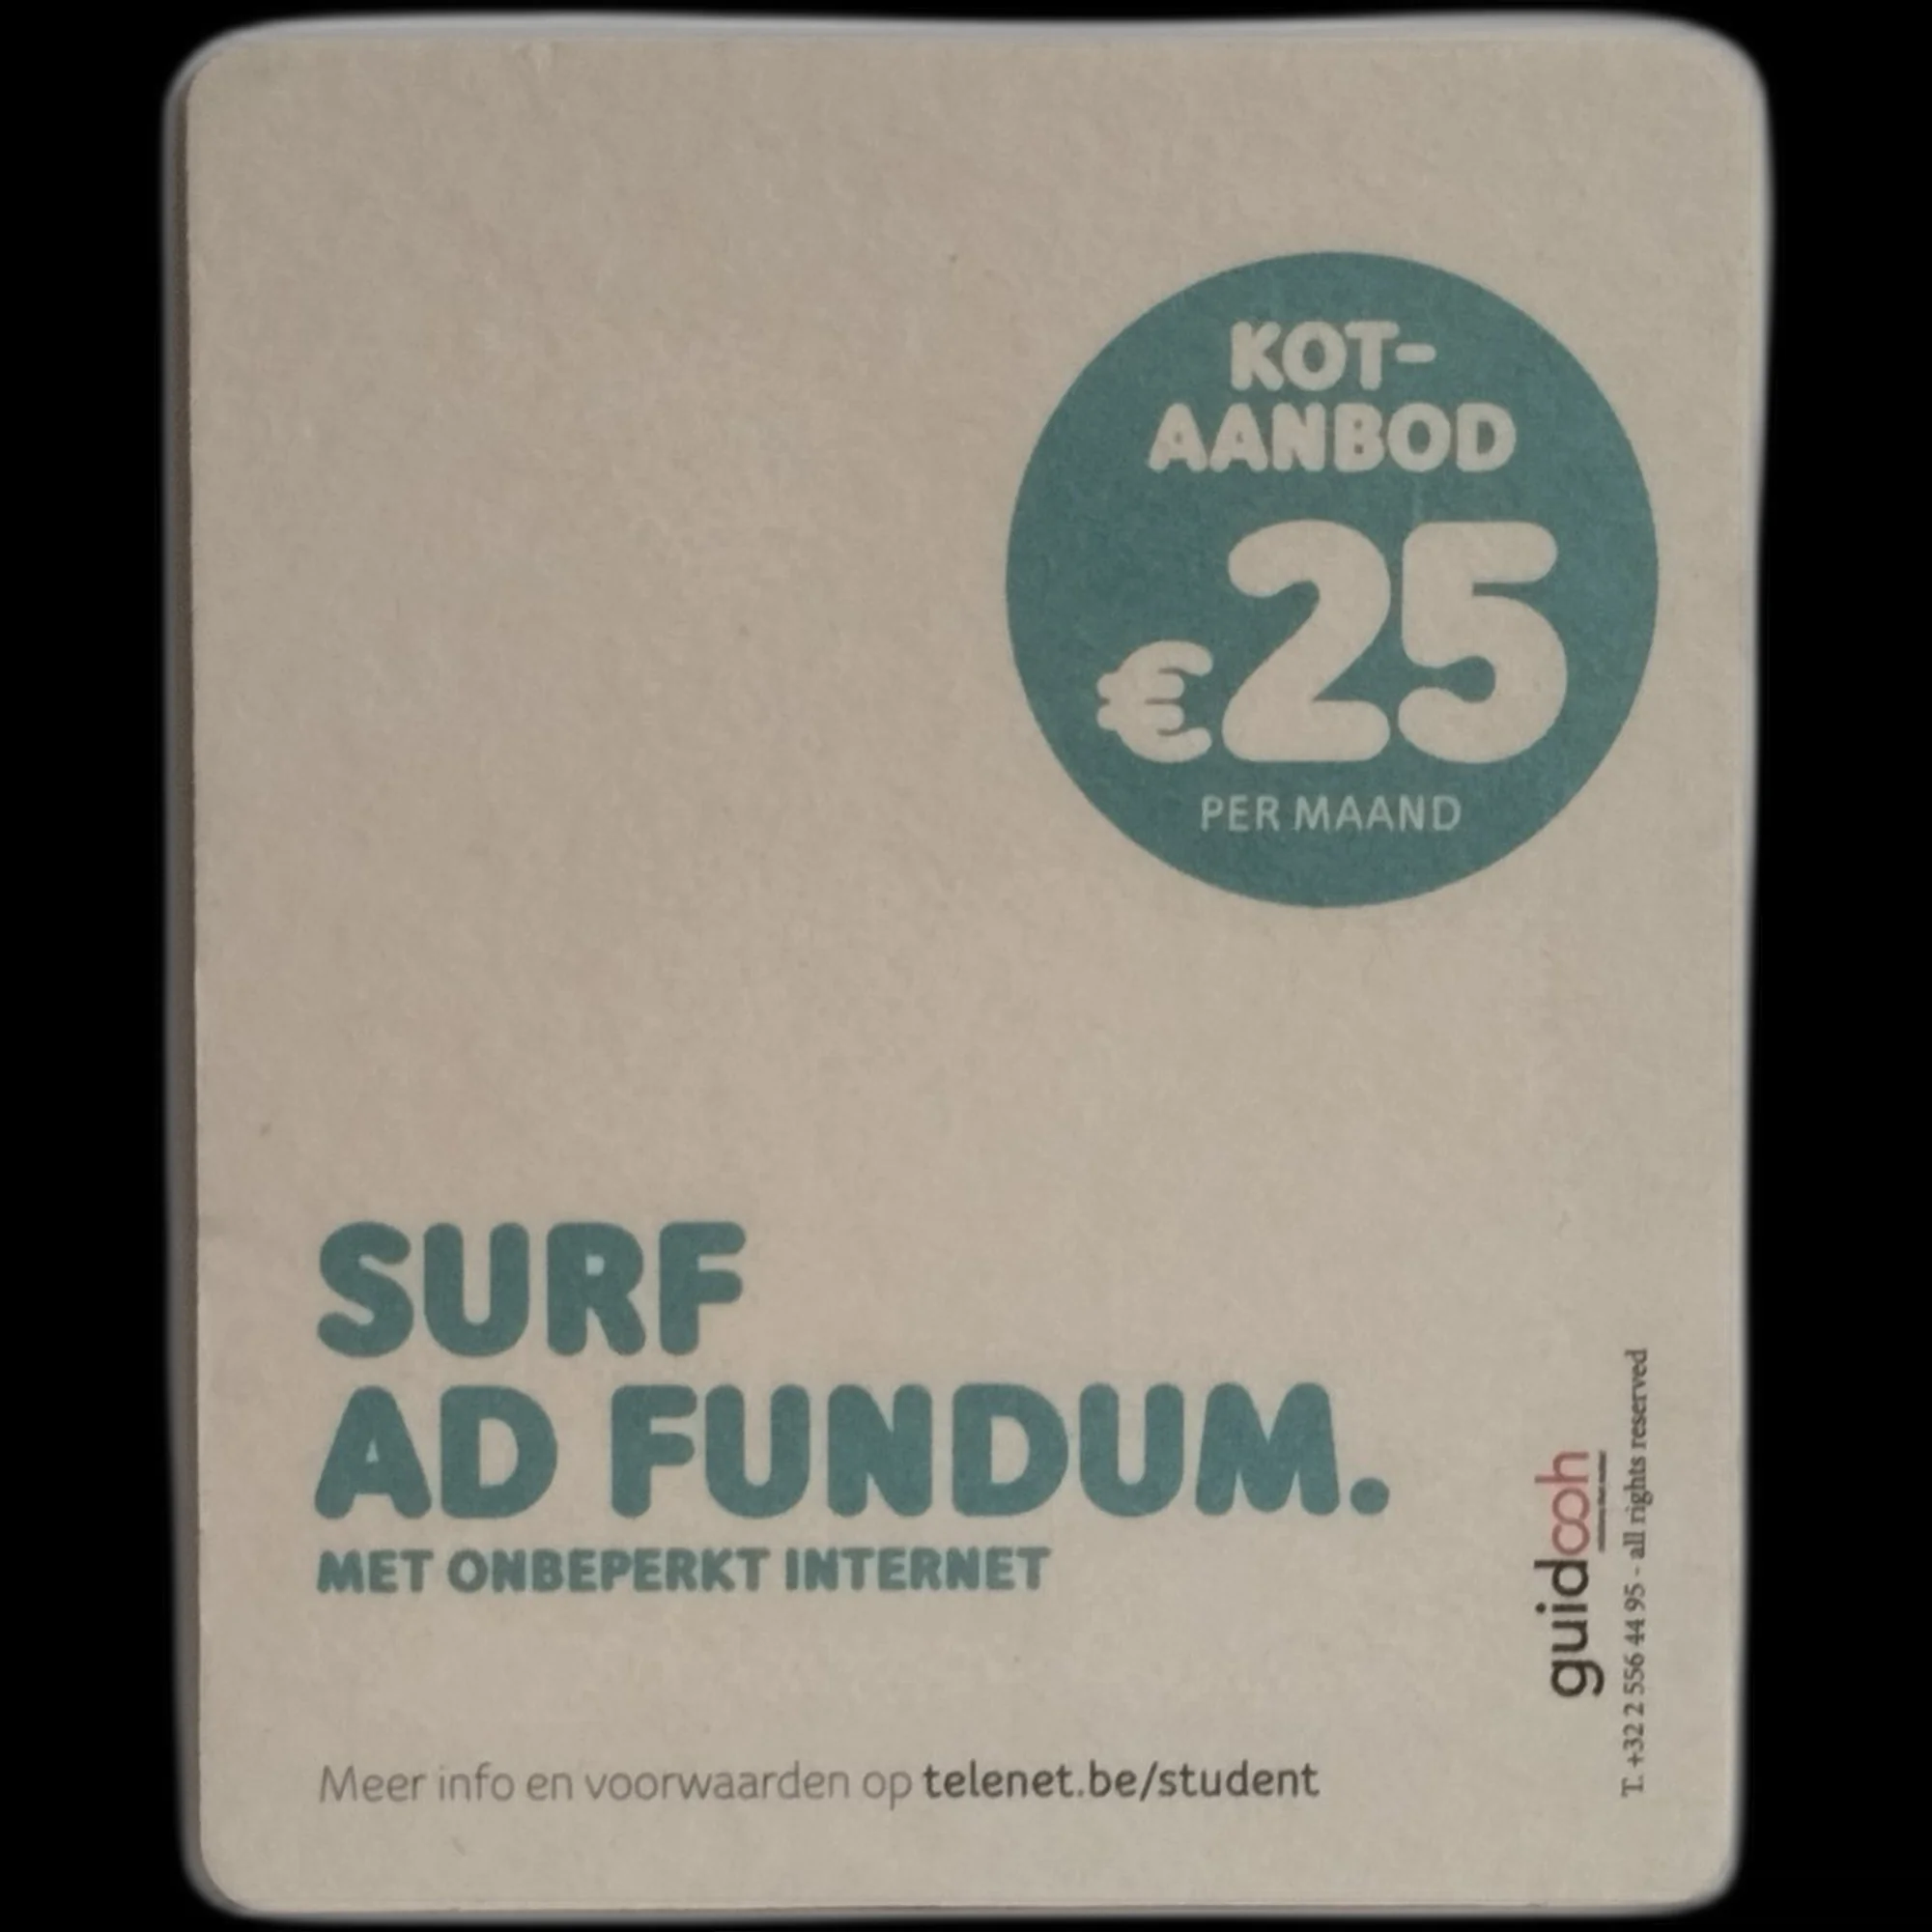 KOT-
AANBOD
€25
PER MAAND
SURF
AD FUNDUM.
MET ONBEPERKT INTERNET
Meer info en voorwaarden op telenet.be/student
guidooh
T. +32 2 556 44 95 - all rights reserved